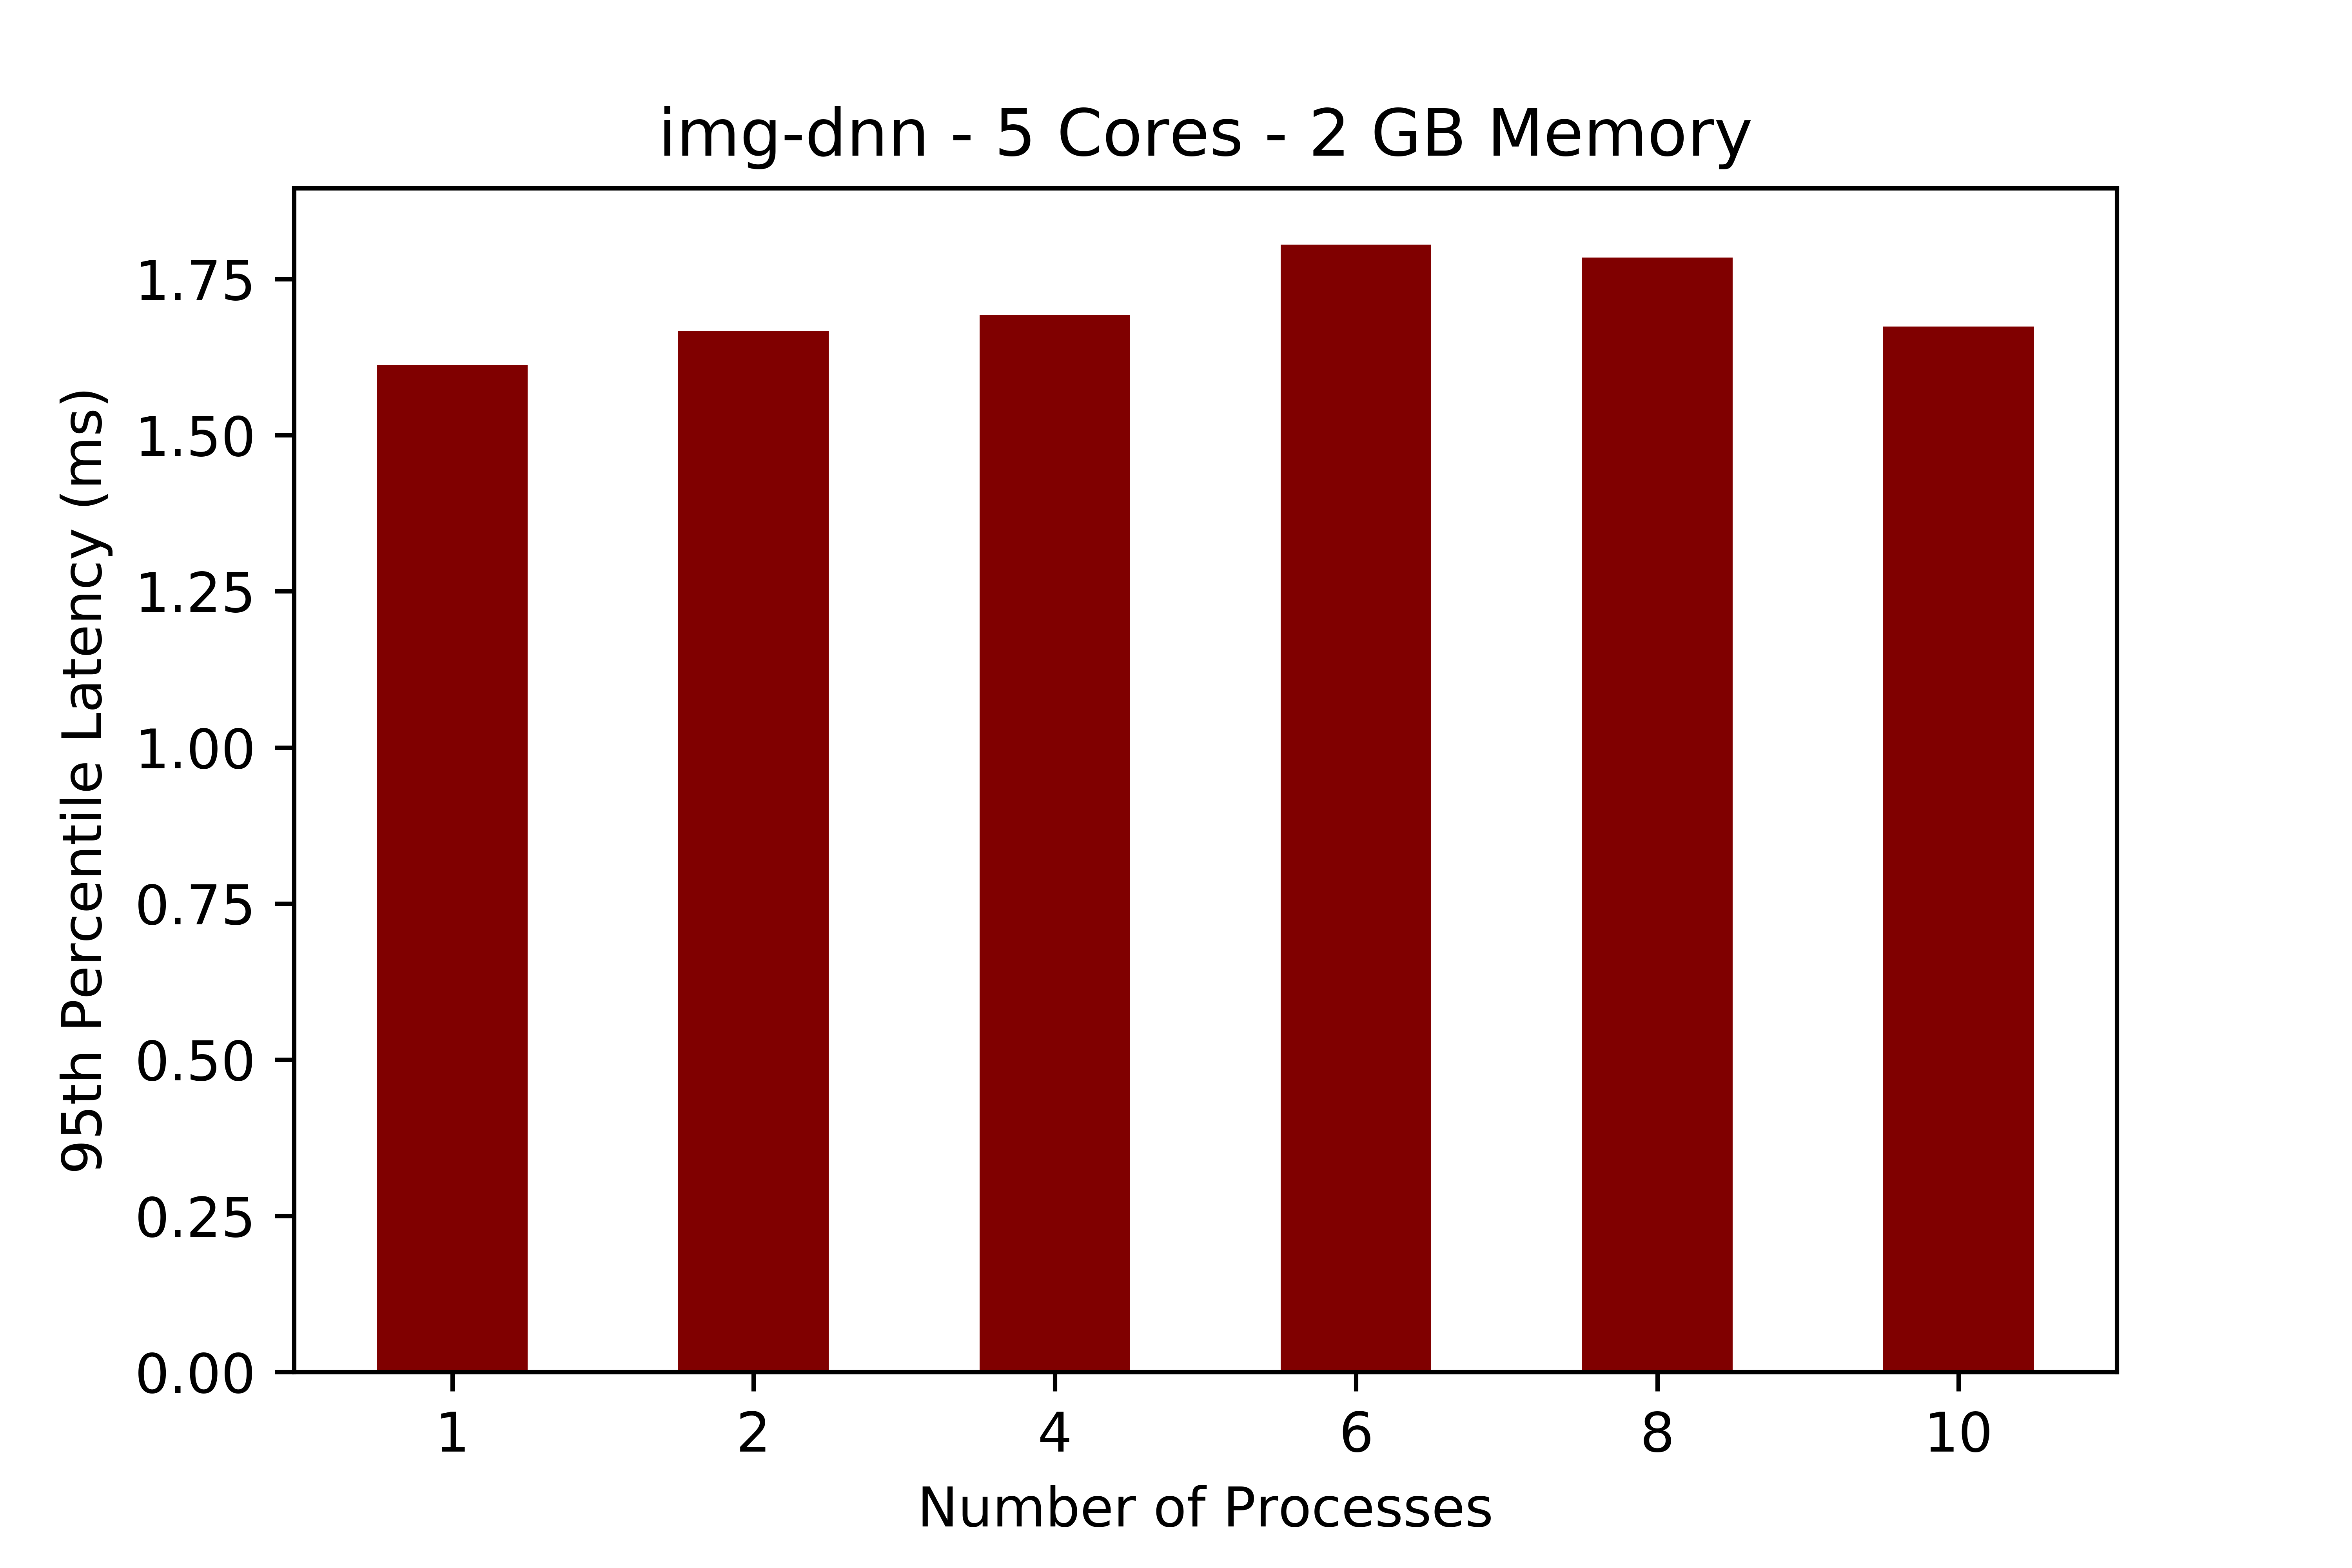 img-dnn - 5 Cores - 2 GB Memory
95th Percentile Latency (ms)
1.75
1.50
1.25
1.00
0.75
0.50
0.25
0.00
1 2 4 6 8 10
Number of Processes